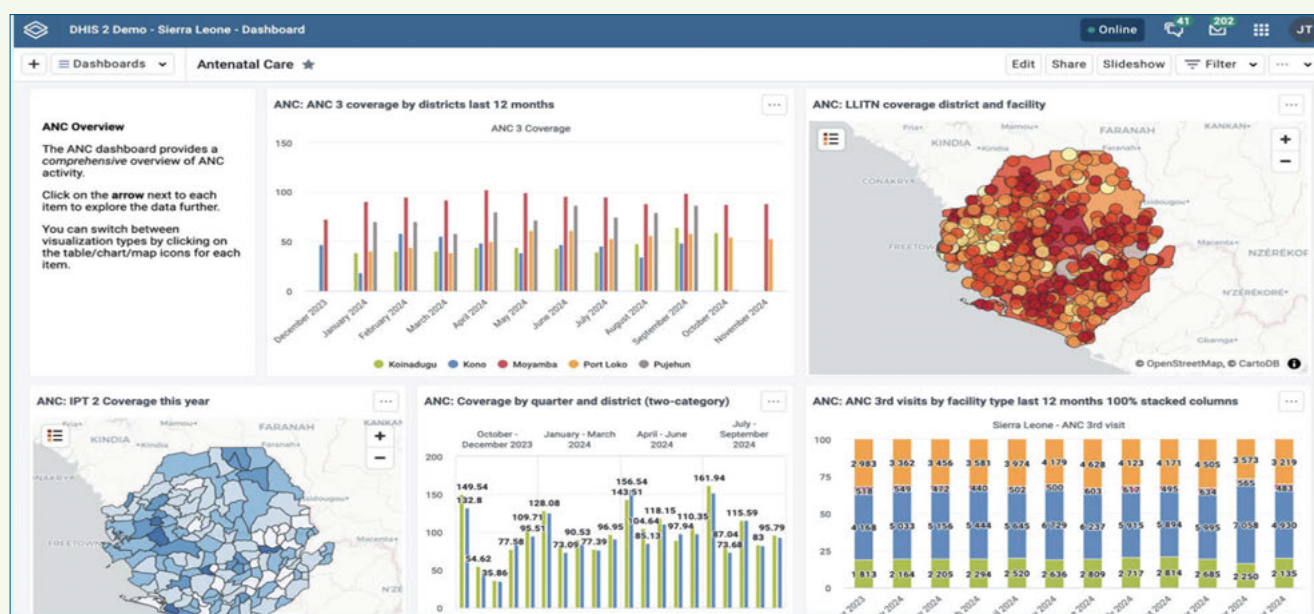 DHIS 2 Demo - Sierra Leone - Dashboard
Online
41
202
JT
+
Dashboards
Antenatal Care
Edit
Share
Slideshow
Filter
ANC Overview
The ANC dashboard provides a
comprehensive overview of ANC
activity.
Click on the arrow next to each
item to explore the data further.
You can switch between
visualization types by clicking on
the table/chart/map icons for each
item.
ANC: ANC 3 coverage by districts last 12 months
ANC 3 Coverage
150
100
50
0
December 2023
January 2024
February 2024
March 2024
April 2024
May 2024
June 2024
July 2024
August 2024
September 2024
October 2024
November 2024
Koinadugu
Kono
Moyamba
Port Loko
Pujehun
ANC: LLITN coverage district and facility
Fria
Mamou
FARANAH
KANKAN
KINDIA
Kindia
Faranah
CONAKRY
FREETOWN
Macenta
NZÉRÉKOR
N'ZÉRÉKORÉ
Gbarnga
+
−
© OpenStreetMap, © CartoDB
ANC: IPT 2 Coverage this year
Fria
Mamou
FARANAH
KANKAN
KINDIA
Kindia
FREETOWN
Macenta
N'ZE
+
−
ANC: Coverage by quarter and district (two-category)
October -
December 2023
January - March
2024
April - June
2024
July -
September
2024
200
150
100
50
0
149.54
132.8
54.62
35.86
77.58
109.71
95.51
128.08
73.09
90.53
77.39
96.95
143.51
156.54
104.64
85.13
118.15
97.94
110.35
161.94
87.04
73.68
115.59
83
95.79
ANC: ANC 3rd visits by facility type last 12 months 100% stacked columns
Sierra Leone - ANC 3rd visit
100
75
50
25
0
2 983 3 362 3 456 3 581 3 974 4 179 4 628 4 123 4 171 4 505 3 573 3 219
518 549 472 440 502 500 603 617 495 634 565 483
4 168 5 033 5 156 5 444 5 645 6 729 6 237 5 915 5 894 5 995 7 058 4 930
1 813 2 164 2 205 2 294 2 520 2 636 2 809 2 717 2 814 2 685 2 250 2 135